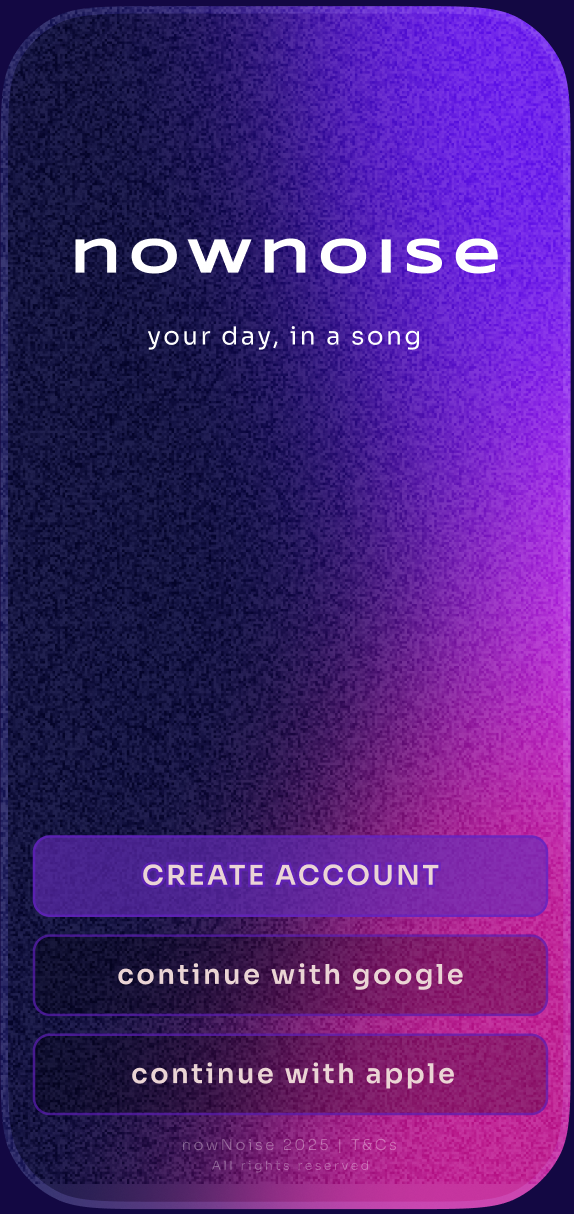 nownoise
your day, in a song
CREATE ACCOUNT
continue with google
continue with apple
nowNoise 2025 | T&Cs
All rights reserved